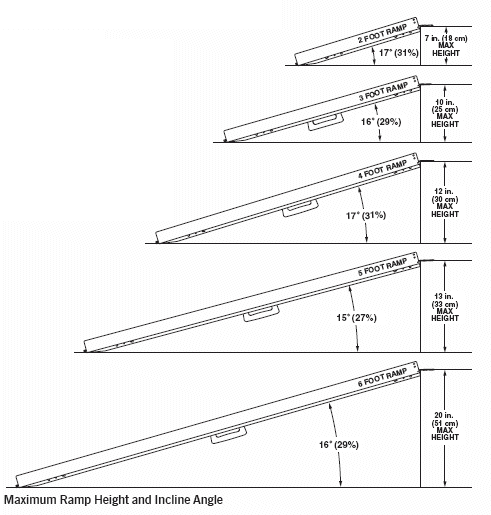 2 FOOT RAMP
17° (31%)
7 in. (18 cm)
MAX
HEIGHT
3 FOOT RAMP
16° (29%)
10 in.
(25 cm)
MAX
HEIGHT
4 FOOT RAMP
17° (31%)
12 in.
(30 cm)
MAX
HEIGHT
5 FOOT RAMP
15° (27%)
13 in.
(33 cm)
MAX
HEIGHT
6 FOOT RAMP
16° (29%)
20 in.
(51 cm)
MAX
HEIGHT
Maximum Ramp Height and Incline Angle